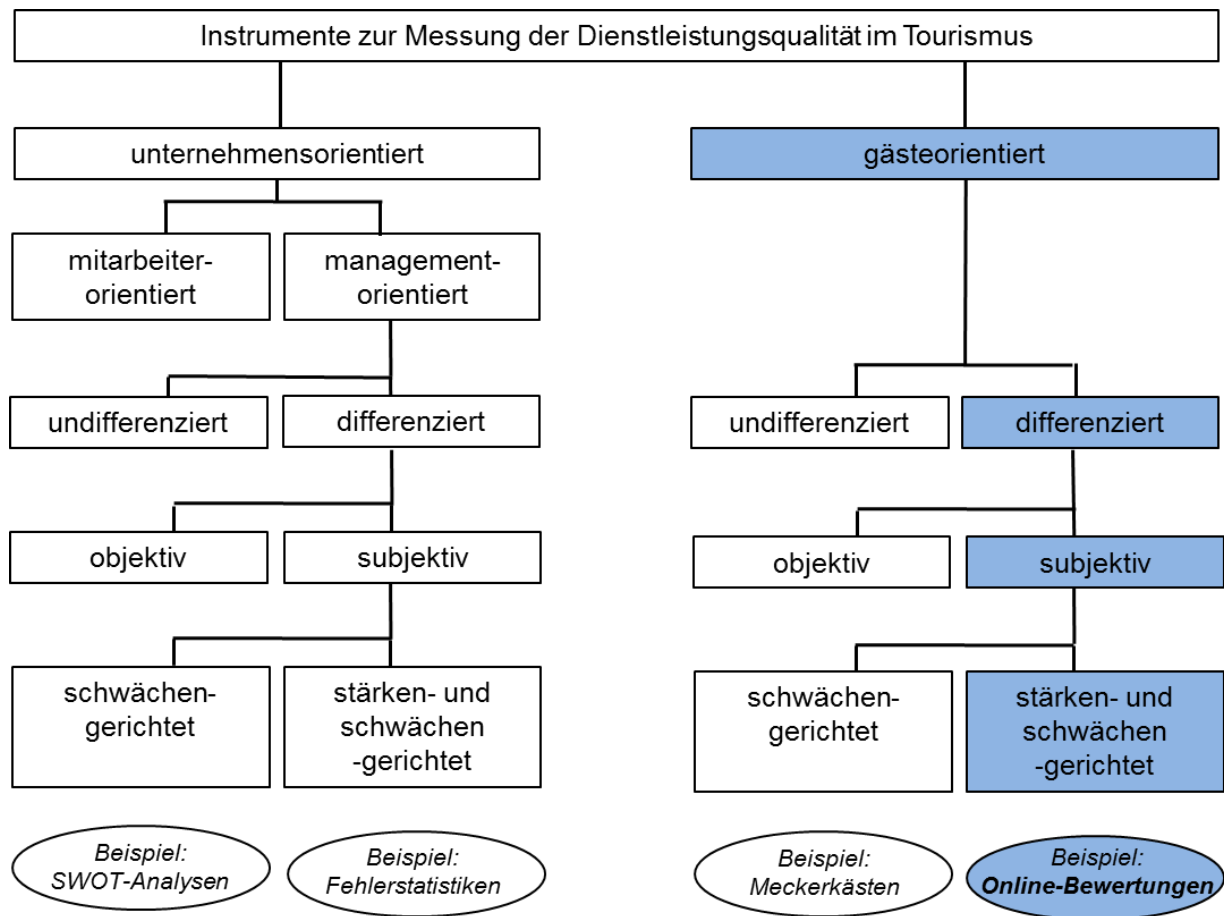 Instrumente zur Messung der Dienstleistungsqualität im Tourismus
unternehmensorientiert
gästeorientiert
mitarbeiter-
orientiert
management-
orientiert
undifferenziert
differenziert
undifferenziert
differenziert
objektiv
subjektiv
objektiv
subjektiv
schwächen-
gerichtet
stärken- und
schwächen
-gerichtet
schwächen-
gerichtet
stärken- und
schwächen
-gerichtet
Beispiel:
SWOT-Analysen
Beispiel:
Fehlerstatistiken
Beispiel:
Meckerkästen
Beispiel:
Online-Bewertungen